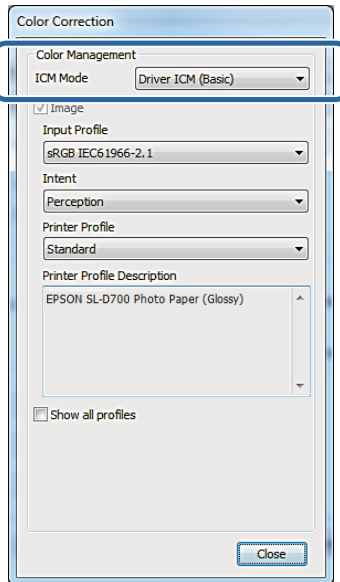 Color Correction
Color Management
ICM Mode Driver ICM (Basic)
Image
Input Profile
sRGB IEC61966-2.1
Intent
Perception
Printer Profile
Standard
Printer Profile Description
EPSON SL-D700 Photo Paper (Glossy)
Show all profiles
Close